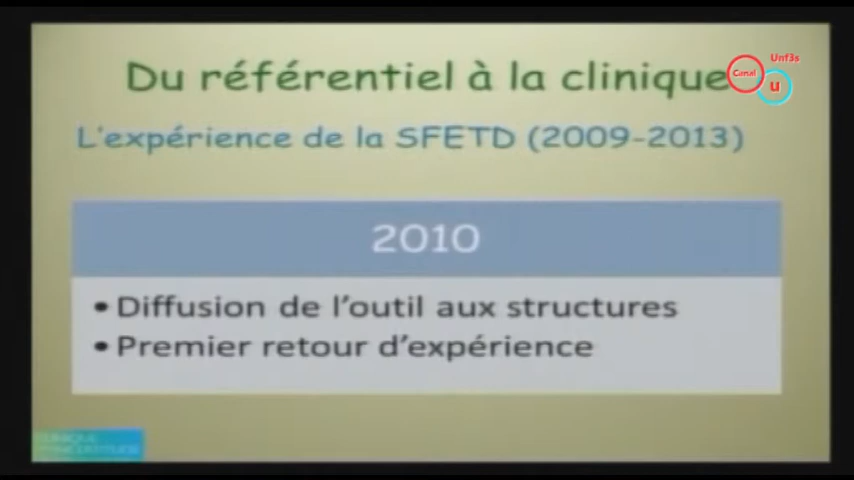 Du référentiel à la clinique
Unf3s
Canal
u
L'expérience de la SFETD (2009-2013)
2010
• Diffusion de l'outil aux structures
• Premier retour d'expérience
CLINIQUE